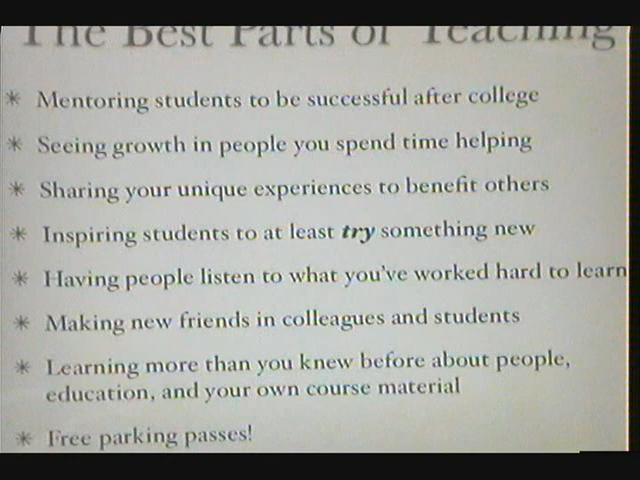 The Best Parts of Teaching
* Mentoring students to be successful after college
* Seeing growth in people you spend time helping
* Sharing your unique experiences to benefit others
* Inspiring students to at least try something new
* Having people listen to what you've worked hard to learn
* Making new friends in colleagues and students
* Learning more than you knew before about people,
education, and your own course material
* Free parking passes!